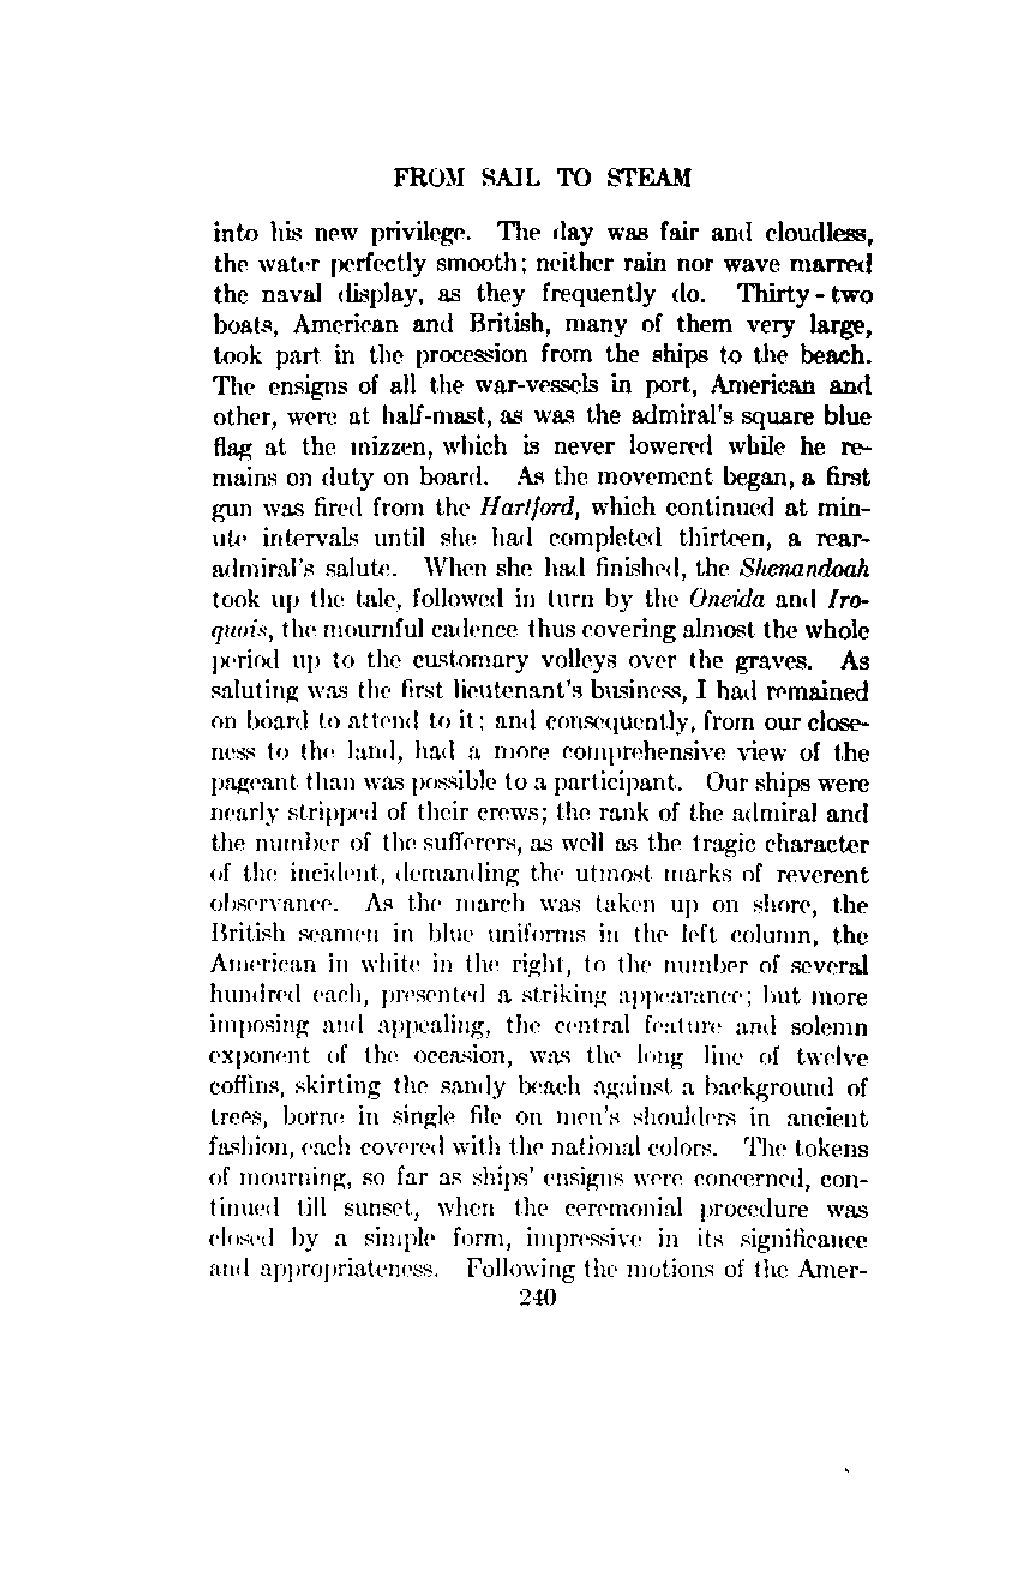 FROM SAIL TO STEAM
into his new privilege. The day was fair and cloudless,
the water perfectly smooth; neither rain nor wave marred
the naval display, as they frequently do. Thirty-two
boats, American and British, many of them very large,
took part in the procession from the ships to the beach.
The ensigns of all the war-vessels in port, American and
other, were at half-mast, as was the admiral's square blue
flag at the mizzen, which is never lowered while he re-
mains on duty on board. As the movement began, a first
gun was fired from the Hartford, which continued at min-
ute intervals until she had completed thirteen, a rear-
admiral's salute. When she had finished, the Shenandoah
took up the tale, followed in turn by the Oneida and Iro-
quois, the mournful cadence thus covering almost the whole
period up to the customary volleys over the graves. As
saluting was the first lieutenant's business, I had remained
on board to attend to it; and consequently, from our close-
ness to the land, had a more comprehensive view of the
pageant than was possible to a participant. Our ships were
nearly stripped of their crews; the rank of the admiral and
the number of the sufferers, as well as the tragic character
of the incident, demanding the utmost marks of reverent
observance. As the march was taken up on shore, the
British seamen in blue uniforms in the left column, the
American in white in the right, to the number of several
hundred each, presented a striking appearance; but more
imposing and appealing, the central feature and solemn
exponent of the occasion, was the long line of twelve
coffins, skirting the sandy beach against a background of
trees, borne in single file on men's shoulders in ancient
fashion, each covered with the national colors. The tokens
of mourning, so far as ships' ensigns were concerned, con-
tinued till sunset, when the ceremonial procedure was
closed by a simple form, impressive in its significance
and appropriateness. Following the motions of the Amer-
240